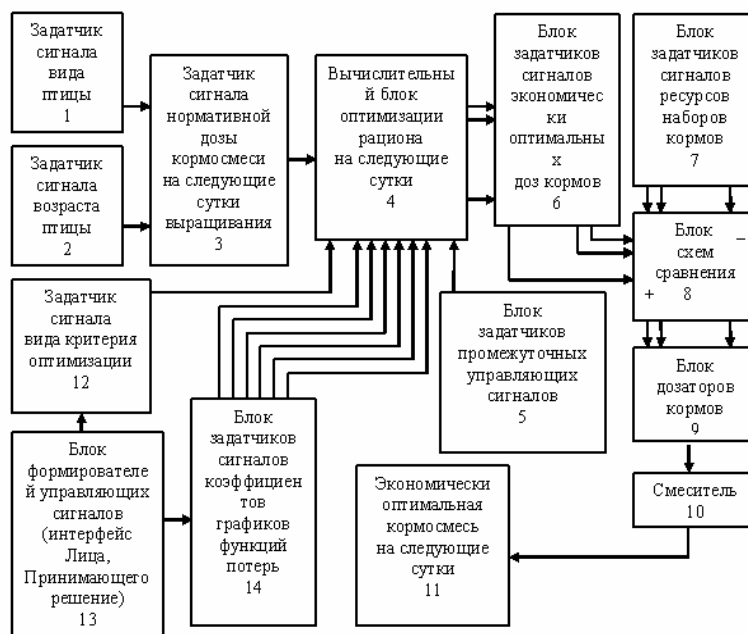 Задатчик
сигнала
вида
птицы
1
Задатчик
сигнала
возраста
птицы
2
Задатчик
сигнала
нормативной
дозы
кормосмеси
на следующие
сутки
выращивания
3
Вычислительны
й блок
оптимизации
рациона
на следующие
сутки
4
Блок
задатчиков
сигналов
экономичес
ки
оптимальны
х
доз кормов
6
Блок
задатчиков
сигналов
ресурсов
наборов
кормов
7
Блок
схем
сравнения
8
–
+
Задатчик
сигнала
вида критерия
оптимизации
12
Блок
задатчиков
промежуточных
управляющих
сигналов
5
Блок
дозаторов
кормов
9
Блок
формировател
й управляющих
сигналов
(интерфейс
Лица,
Принимающего
решение)
13
Блок
задатчиков
сигналов
коэффициен
тов
графиков
функций
потерь
14
Экономически
оптимальная
кормосмесь
на следующие
сутки
11
Смеситель
10